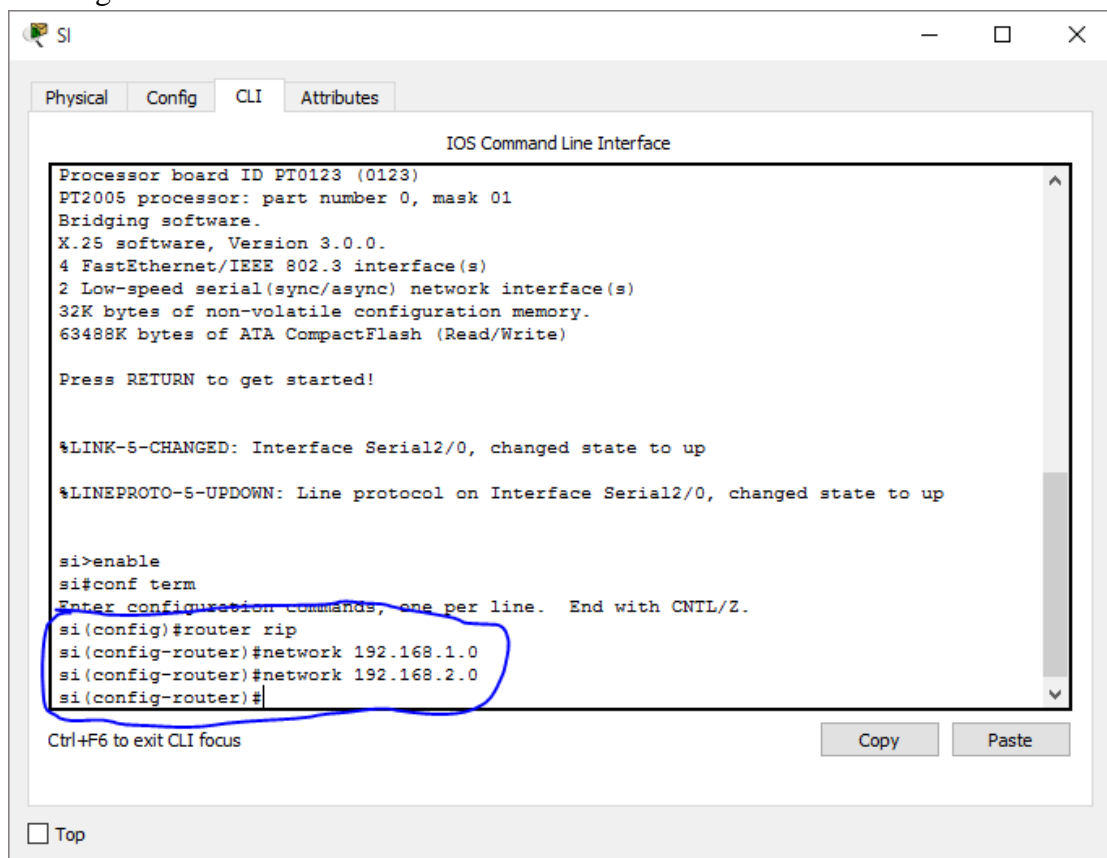 SI
Physical Config CLI Attributes
IOS Command Line Interface
Processor board ID PT0123 (0123)
PT2005 processor: part number 0, mask 01
Bridging software.
X.25 software, Version 3.0.0.
4 FastEthernet/IEEE 802.3 interface(s)
2 Low-speed serial(sync/async) network interface(s)
32K bytes of non-volatile configuration memory.
63488K bytes of ATA CompactFlash (Read/Write)
Press RETURN to get started!
%LINK-5-CHANGED: Interface Serial2/0, changed state to up
%LINEPROTO-5-UPDOWN: Line protocol on Interface Serial2/0, changed state to up
si>enable
si#conf term
Enter configuration commands, one per line. End with CNTL/Z.
si(config)#router rip
si(config-router)#network 192.168.1.0
si(config-router)#network 192.168.2.0
si(config-router)#
Ctrl+F6 to exit CLI focus
Copy Paste
Top